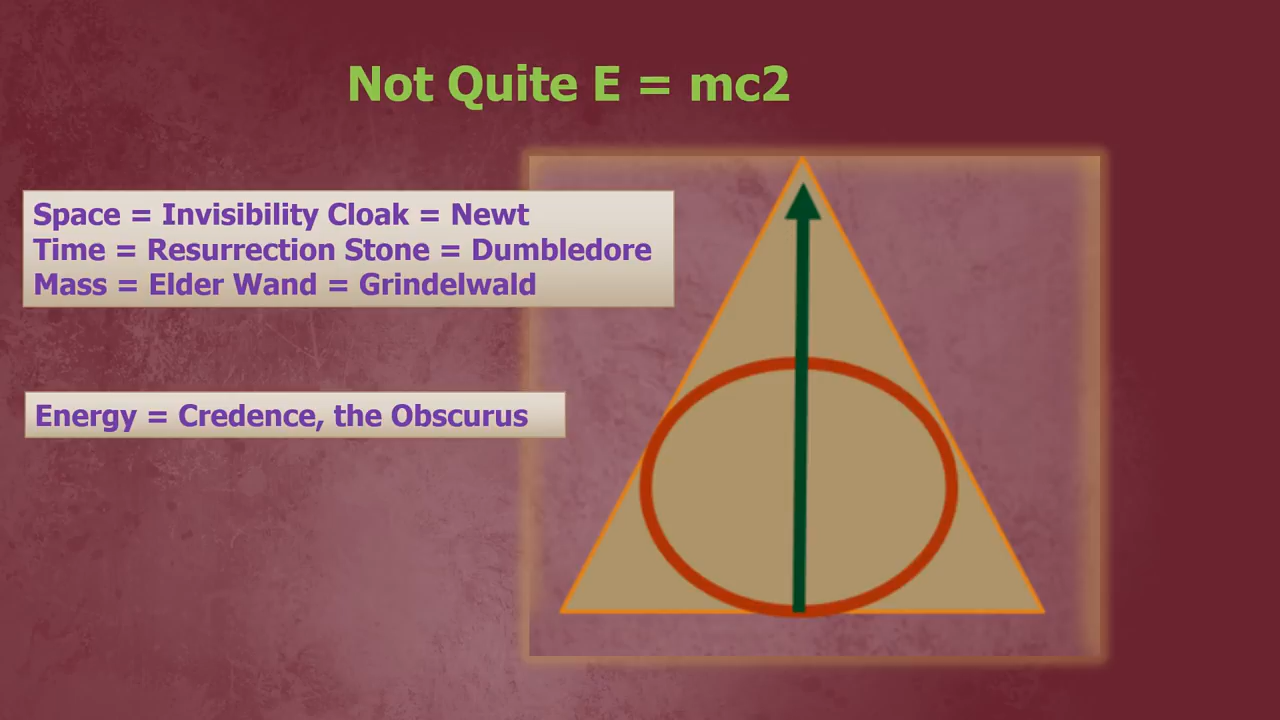 Not Quite E = mc2
Space = Invisibility Cloak = Newt
Time = Resurrection Stone = Dumbledore
Mass = Elder Wand = Grindelwald
Energy = Credence, the Obscurus